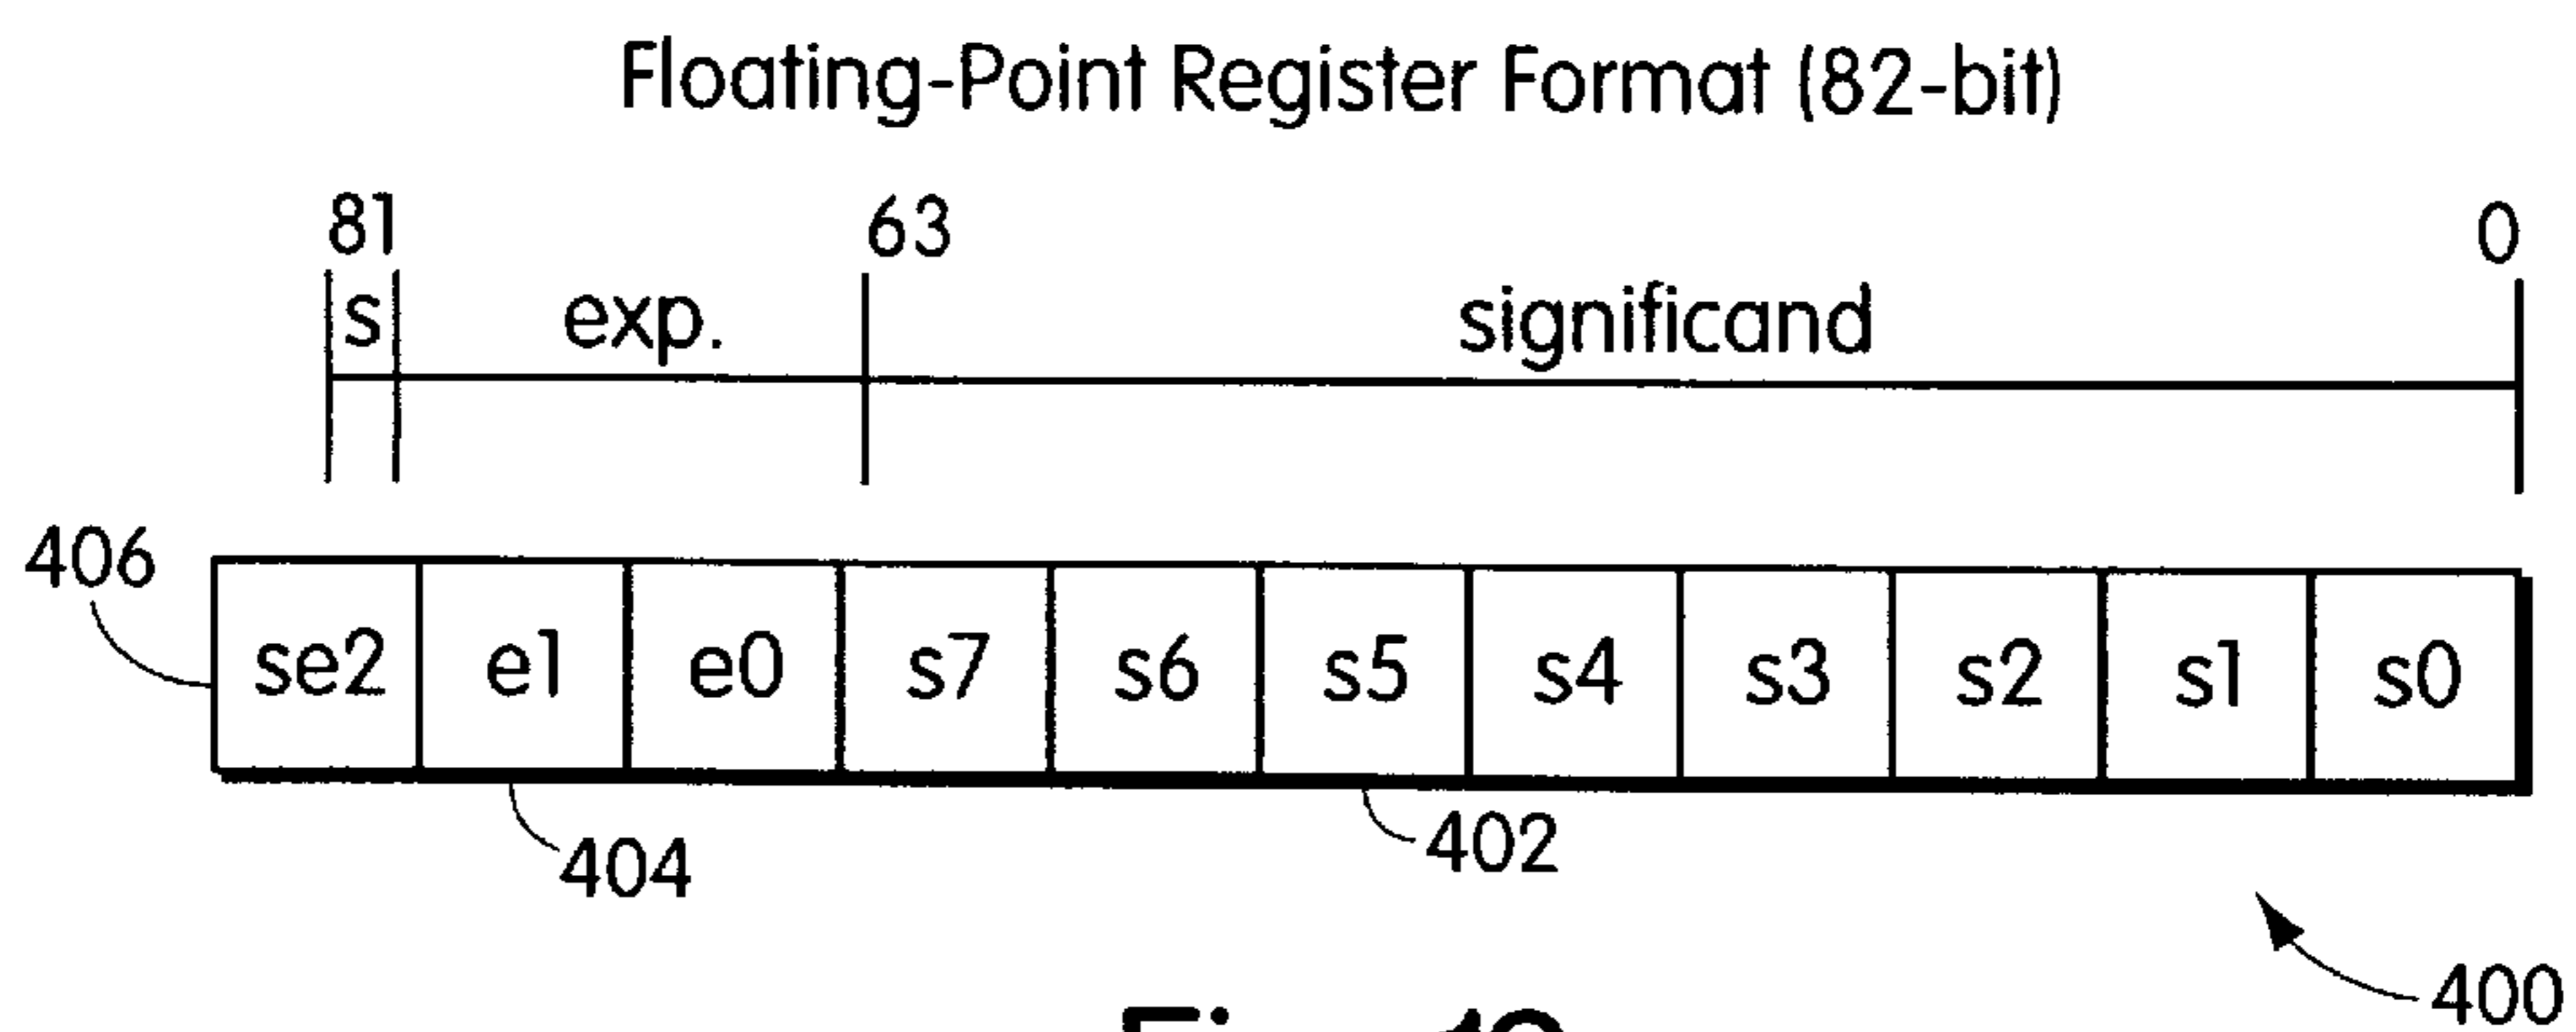 Floating-Point Register Format (82-bit)
81 63 0
s exp. significand
406
se2 e1 e0 s7 s6 s5 s4 s3 s2 s1 s0
404 402
400